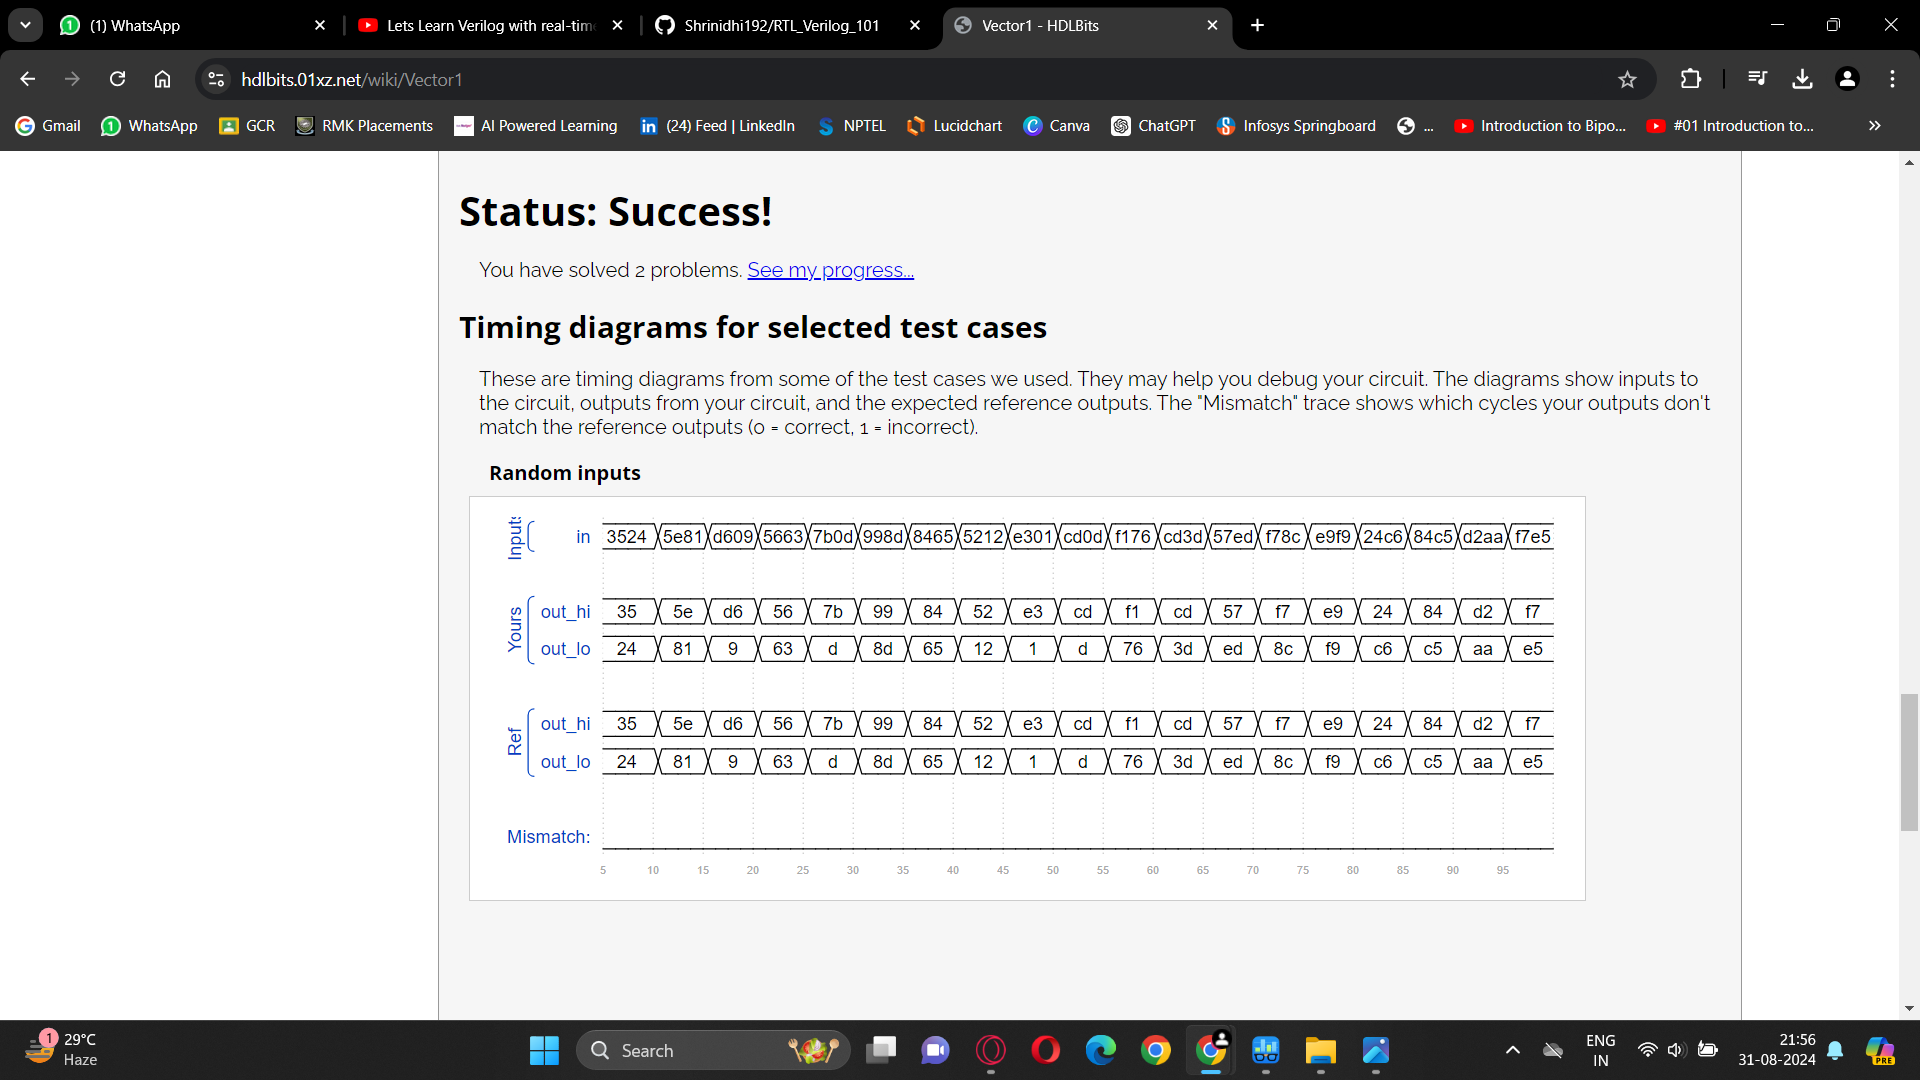 (1) WhatsApp
Lets Learn Verilog with real-tim
Shrinidhi192/RTL_Verilog_101
Vector1 - HDLBits
hdlbits.01xz.net/wiki/Vector1
Gmail
WhatsApp
GCR
RMK Placements
AI Powered Learning
(24) Feed | LinkedIn
NPTEL
Lucidchart
Canva
ChatGPT
Infosys Springboard
...
Introduction to Bipo...
#01 Introduction to...
Status: Success!
You have solved 2 problems. See my progress...
Timing diagrams for selected test cases
These are timing diagrams from some of the test cases we used. They may help you debug your circuit. The diagrams show inputs to
the circuit, outputs from your circuit, and the expected reference outputs. The "Mismatch" trace shows which cycles your outputs don't
match the reference outputs (0 = correct, 1 = incorrect).
Random inputs
Inputs
in 3524 5e81 d609 5663 7b0d 998d 8465 5212 e301 cd0d f176 cd3d 57ed f78c e9f9 24c6 84c5 d2aa f7e5
Yours
out_hi 35 5e d6 56 7b 99 84 52 e3 cd f1 cd 57 f7 e9 24 84 d2 f7
out_lo 24 81 9 63 d 8d 65 12 1 d 76 3d ed 8c f9 c6 c5 aa e5
Ref
out_hi 35 5e d6 56 7b 99 84 52 e3 cd f1 cd 57 f7 e9 24 84 d2 f7
out_lo 24 81 9 63 d 8d 65 12 1 d 76 3d ed 8c f9 c6 c5 aa e5
Mismatch:
5 10 15 20 25 30 35 40 45 50 55 60 65 70 75 80 85 90 95
1
29°C
Haze
Search
ENG
IN
21:56
31-08-2024
PRE